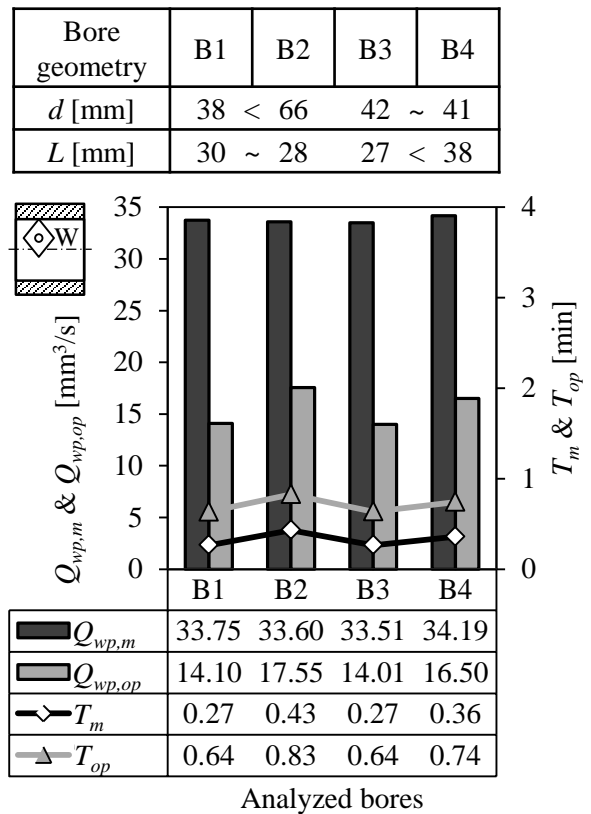 Bore geometry B1 B2 B3 B4
d [mm] 38 < 66 42 ~ 41
L [mm] 30 ~ 28 27 < 38
W
Q_wp,m & Q_wp,op [mm³/s]
35
30
25
20
15
10
5
0
4
3
2
1
0
T_m & T_op [min]
B1 B2 B3 B4
Q_wp,m 33.75 33.60 33.51 34.19
Q_wp,op 14.10 17.55 14.01 16.50
T_m 0.27 0.43 0.27 0.36
T_op 0.64 0.83 0.64 0.74
Analyzed bores